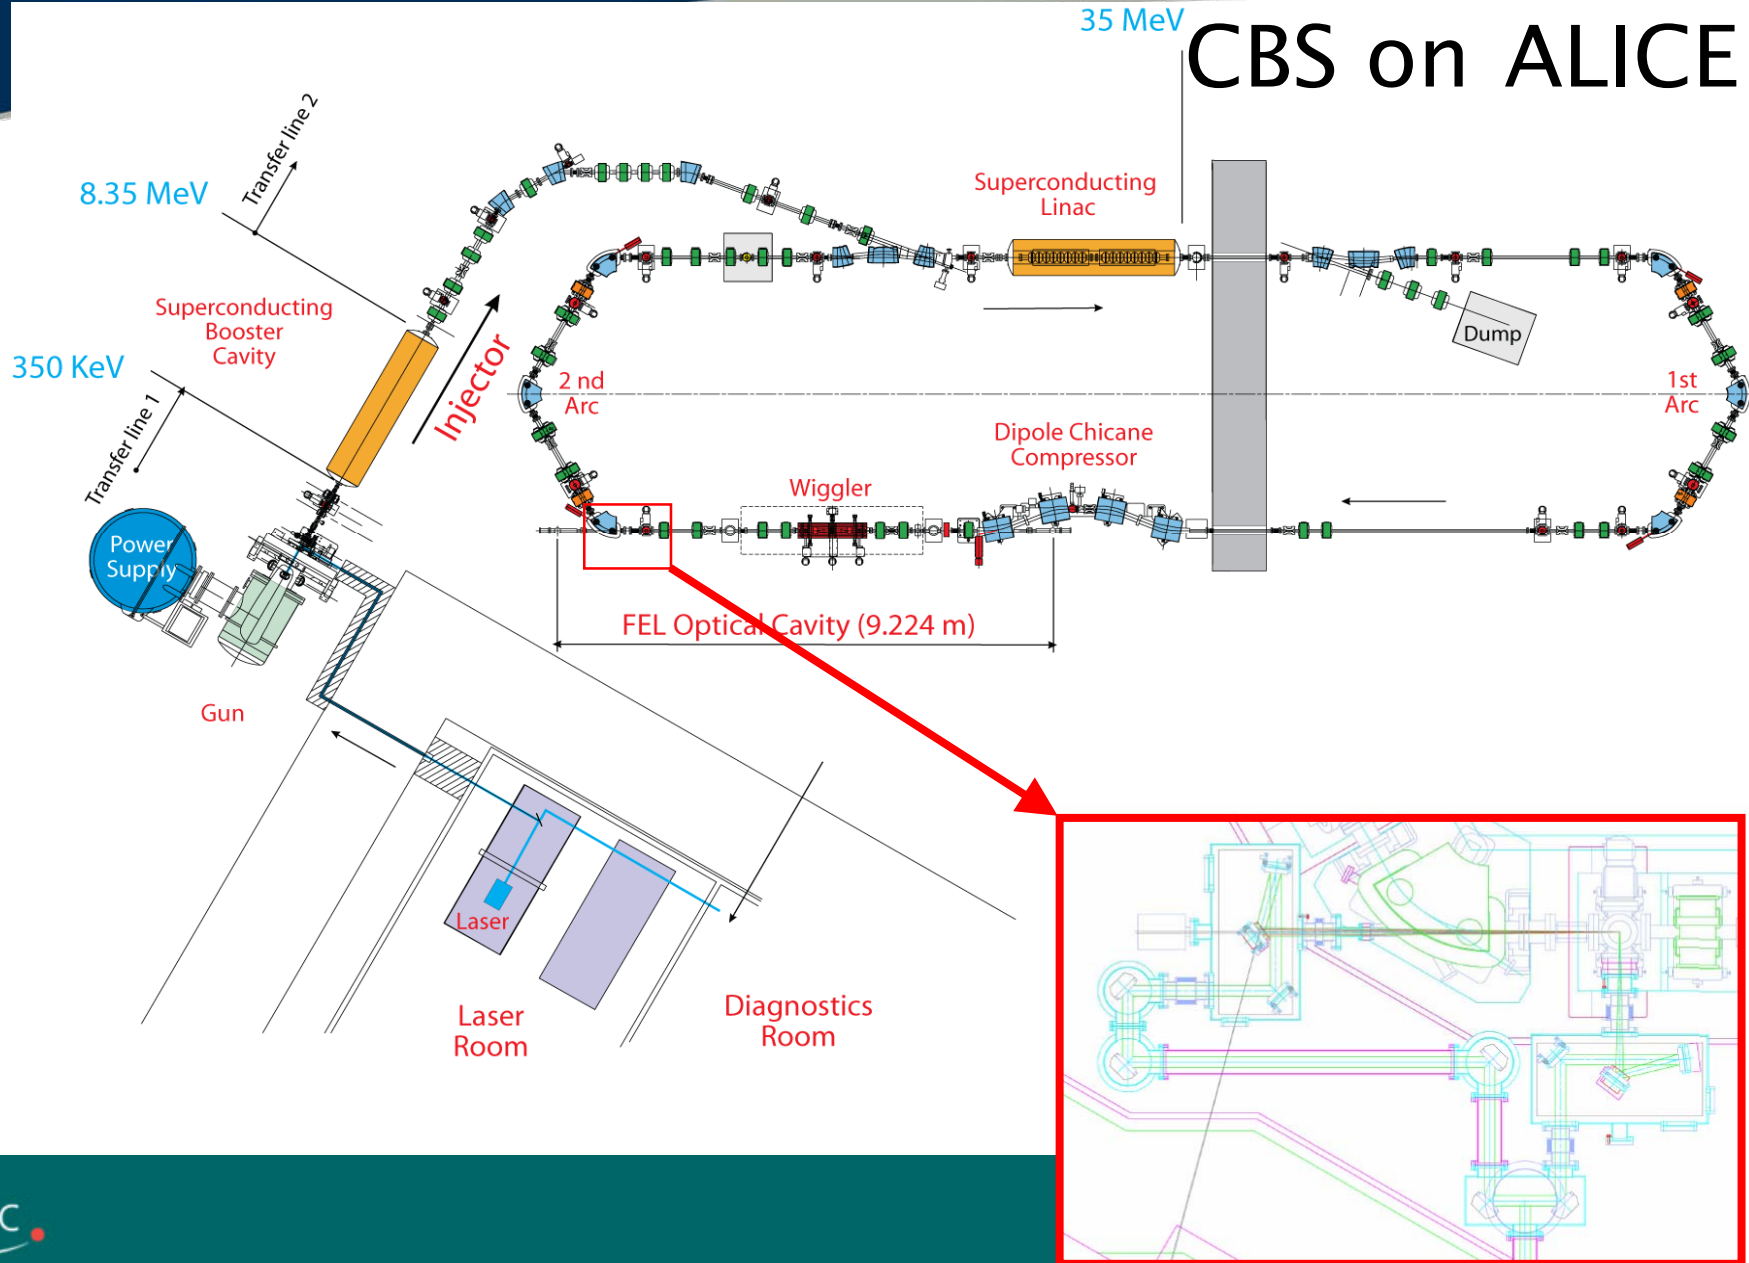 35 MeV
CBS on ALICE
Transfer line 2
8.35 MeV
Superconducting
Linac
Superconducting
Booster
Cavity
Injector
Dump
350 KeV
2 nd
Arc
1st
Arc
Transfer line 1
Dipole Chicane
Compressor
Wiggler
Power
Supply
FEL Optical Cavity (9.224 m)
Gun
Laser
Laser
Room
Diagnostics
Room
C